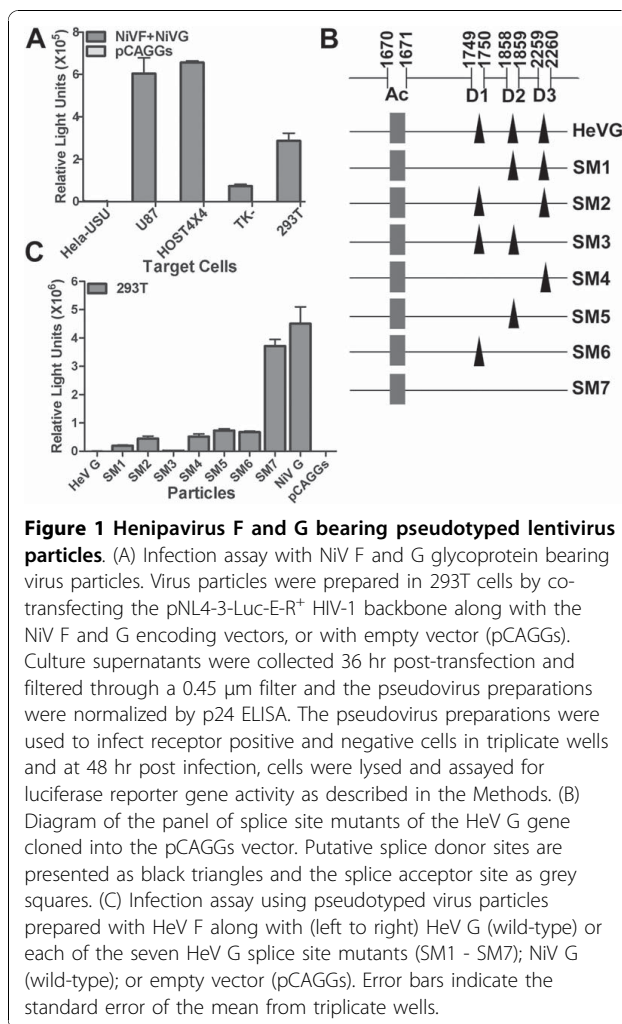 A
NiVF+NiVG
pCAGGs
Relative Light Units (X10⁵)
8
6
4
2
0
Hela-USU
U87
HOST4X4
TK-
293T
Target Cells
B
1670
1671
1749
1750
1858
1859
2259
2260
Ac
D1
D2
D3
HeVG
SM1
SM2
SM3
SM4
SM5
SM6
SM7
C
293T
Relative Light Units (X10⁶)
6
5
4
3
2
1
0
HeV G
SM1
SM2
SM3
SM4
SM5
SM6
SM7
NiV G
pCAGGs
Particles
Figure 1 Henipavirus F and G bearing pseudotyped lentivirus
particles. (A) Infection assay with NiV F and G glycoprotein bearing
virus particles. Virus particles were prepared in 293T cells by co-
transfecting the pNL4-3-Luc-E-R⁺ HIV-1 backbone along with the
NiV F and G encoding vectors, or with empty vector (pCAGGs).
Culture supernatants were collected 36 hr post-transfection and
filtered through a 0.45 μm filter and the pseudovirus preparations
were normalized by p24 ELISA. The pseudovirus preparations were
used to infect receptor positive and negative cells in triplicate wells
and at 48 hr post infection, cells were lysed and assayed for
luciferase reporter gene activity as described in the Methods. (B)
Diagram of the panel of splice site mutants of the HeV G gene
cloned into the pCAGGs vector. Putative splice donor sites are
presented as black triangles and the splice acceptor site as grey
squares. (C) Infection assay using pseudotyped virus particles
prepared with HeV F along with (left to right) HeV G (wild-type) or
each of the seven HeV G splice site mutants (SM1 - SM7); NiV G
(wild-type); or empty vector (pCAGGs). Error bars indicate the
standard error of the mean from triplicate wells.